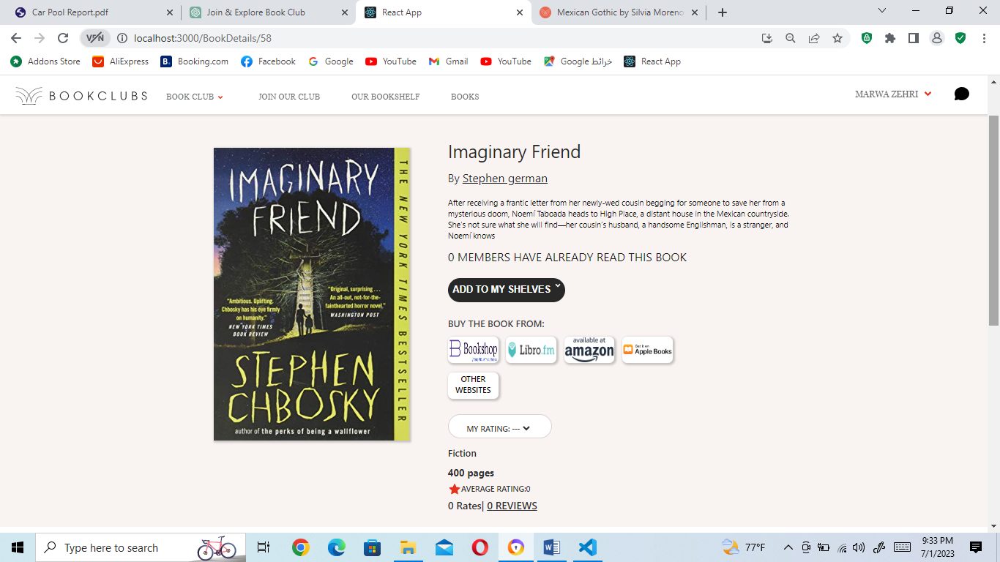 Car Pool Report.pdf
Join & Explore Book Club
React App
Mexican Gothic by Silvia Moreno
VPN
localhost:3000/BookDetails/58
Addons Store
AliExpress
B.
Booking.com
Facebook
Google
YouTube
Gmail
YouTube
خرائط Google
React App
BOOKCLUBS
BOOK CLUB
JOIN OUR CLUB
OUR BOOKSHELF
BOOKS
MARWA ZEHRI
IMAGINARY
FRIEND
THE NEW YORK TIMES BESTSELLER
"Ambitious. Uplifting.
Chbosky has his eye firmly
on humanity."
NEW YORK TIMES
BOOK REVIEW
"Original, surprising . . .
An all-out, not-for-the-
fainthearted horror novel."
WASHINGTON POST
STEPHEN
CHBOSKY
author of the perks of being a wallflower
Imaginary Friend
By Stephen german
After receiving a frantic letter from her newly-wed cousin begging for someone to save her from a
mysterious doom, Noemí Taboada heads to High Place, a distant house in the Mexican countryside.
She's not sure what she will find—her cousin's husband, a handsome Englishman, is a stranger, and
Noemí knows
0 MEMBERS HAVE ALREADY READ THIS BOOK
ADD TO MY SHELVES
BUY THE BOOK FROM:
B Bookshop
Libro.fm
available at
amazon
Get it on
Apple Books
OTHER
WEBSITES
MY RATING: ---
Fiction
400 pages
AVERAGE RATING:0
0 Rates| 0 REVIEWS
Type here to search
77°F
9:33 PM
7/1/2023